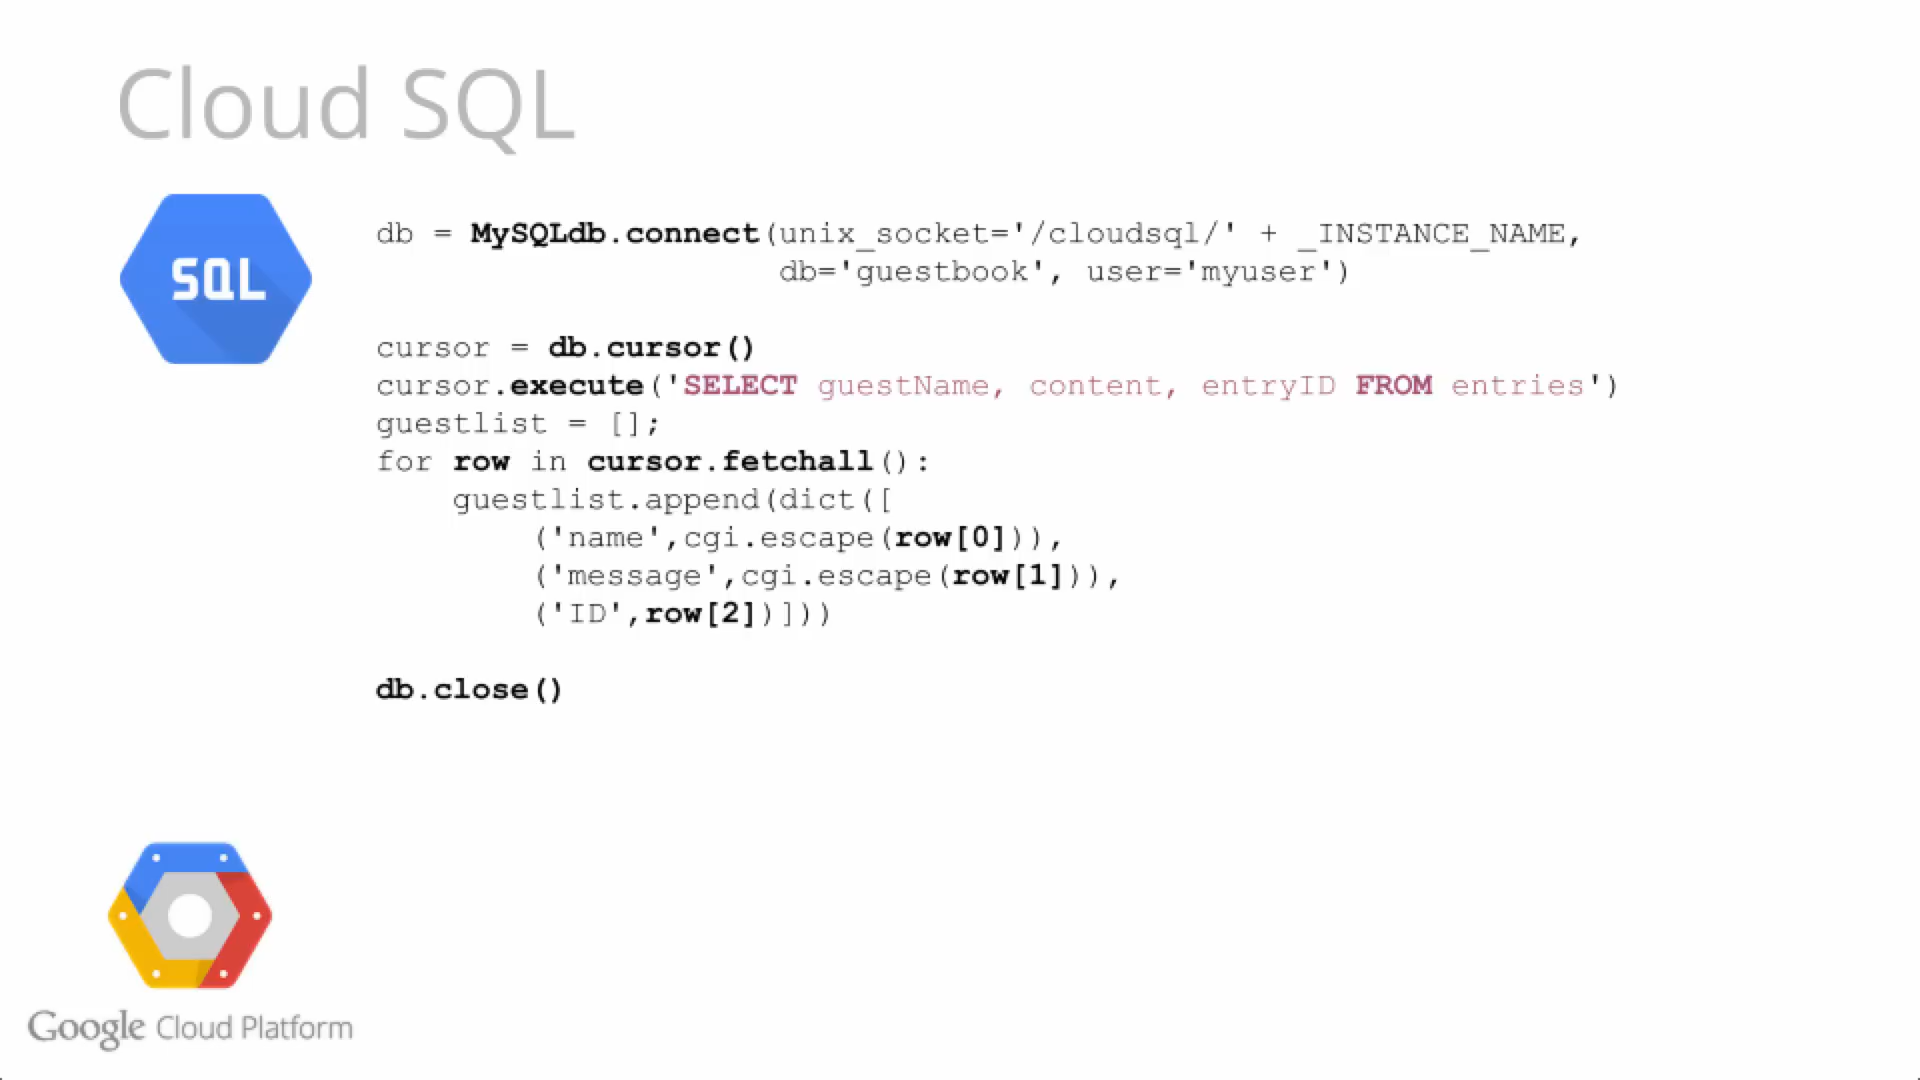 Cloud SQL
SQL
db = MySQLdb.connect(unix_socket='/cloudsql/' + _INSTANCE_NAME,
db='guestbook', user='myuser')
cursor = db.cursor()
cursor.execute('SELECT guestName, content, entryID FROM entries')
guestlist = [];
for row in cursor.fetchall():
guestlist.append(dict([
('name',cgi.escape(row[0])),
('message',cgi.escape(row[1])),
('ID',row[2])]))
db.close()
Google Cloud Platform